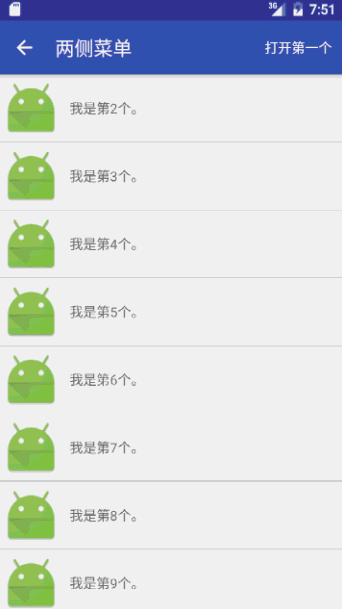 3G 7:51
两侧菜单 打开第一个
我是第2个。
我是第3个。
我是第4个。
我是第5个。
我是第6个。
我是第7个。
我是第8个。
我是第9个。